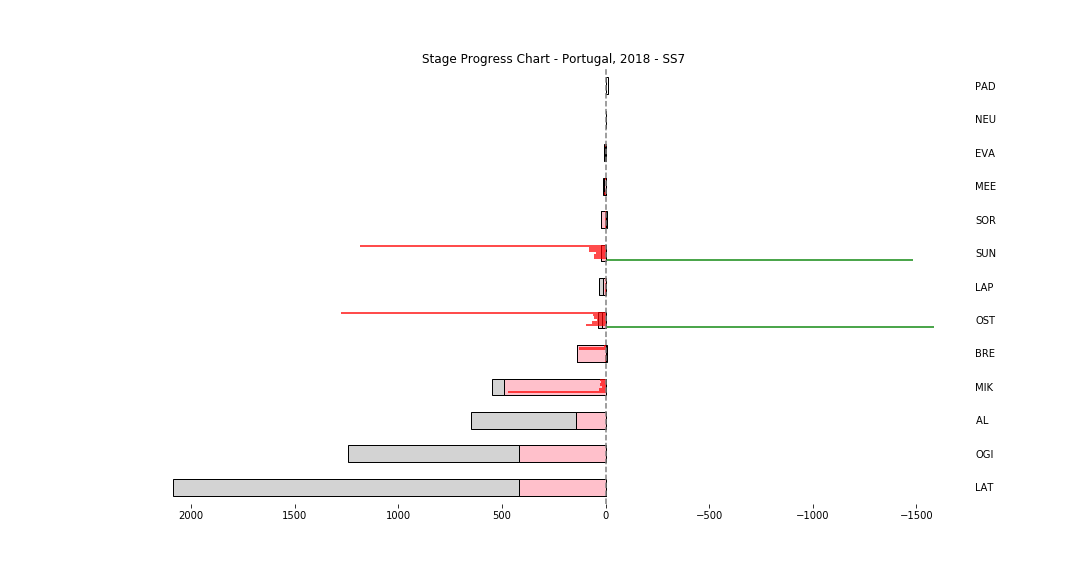 Stage Progress Chart - Portugal, 2018 - SS7
PAD
NEU
EVA
MEE
SOR
SUN
LAP
OST
BRE
MIK
AL
OGI
LAT
2000 1500 1000 500 0 −500 −1000 −1500